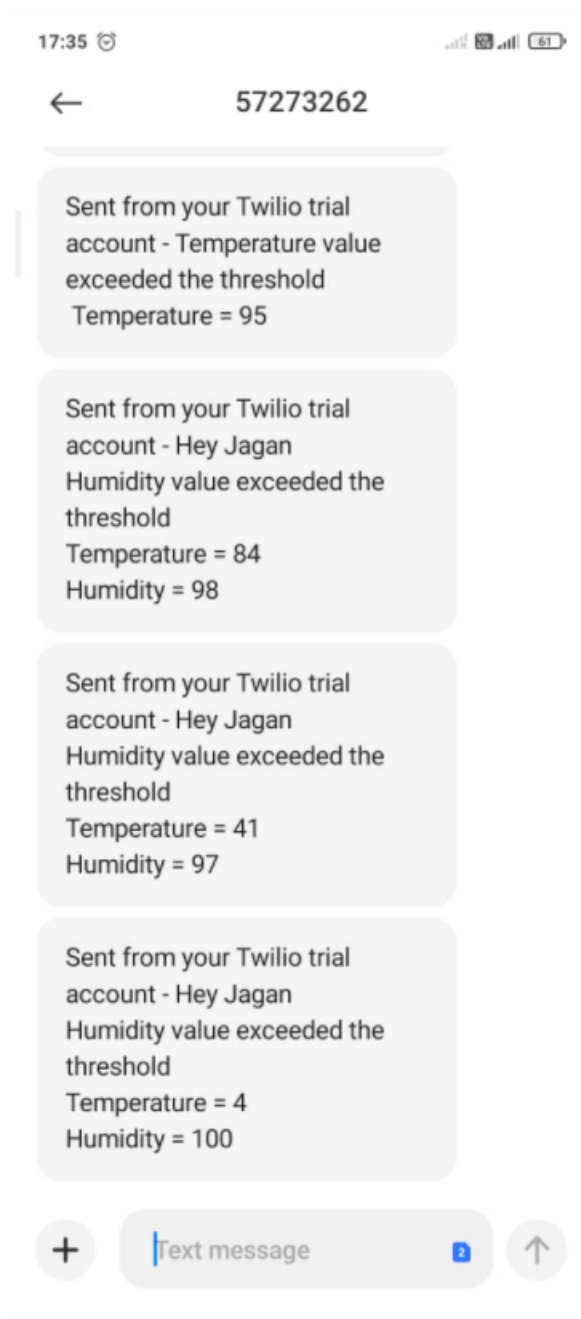 17:35 61
57273262
Sent from your Twilio trial
account - Temperature value
exceeded the threshold
Temperature = 95
Sent from your Twilio trial
account - Hey Jagan
Humidity value exceeded the
threshold
Temperature = 84
Humidity = 98
Sent from your Twilio trial
account - Hey Jagan
Humidity value exceeded the
threshold
Temperature = 41
Humidity = 97
Sent from your Twilio trial
account - Hey Jagan
Humidity value exceeded the
threshold
Temperature = 4
Humidity = 100
Text message 2